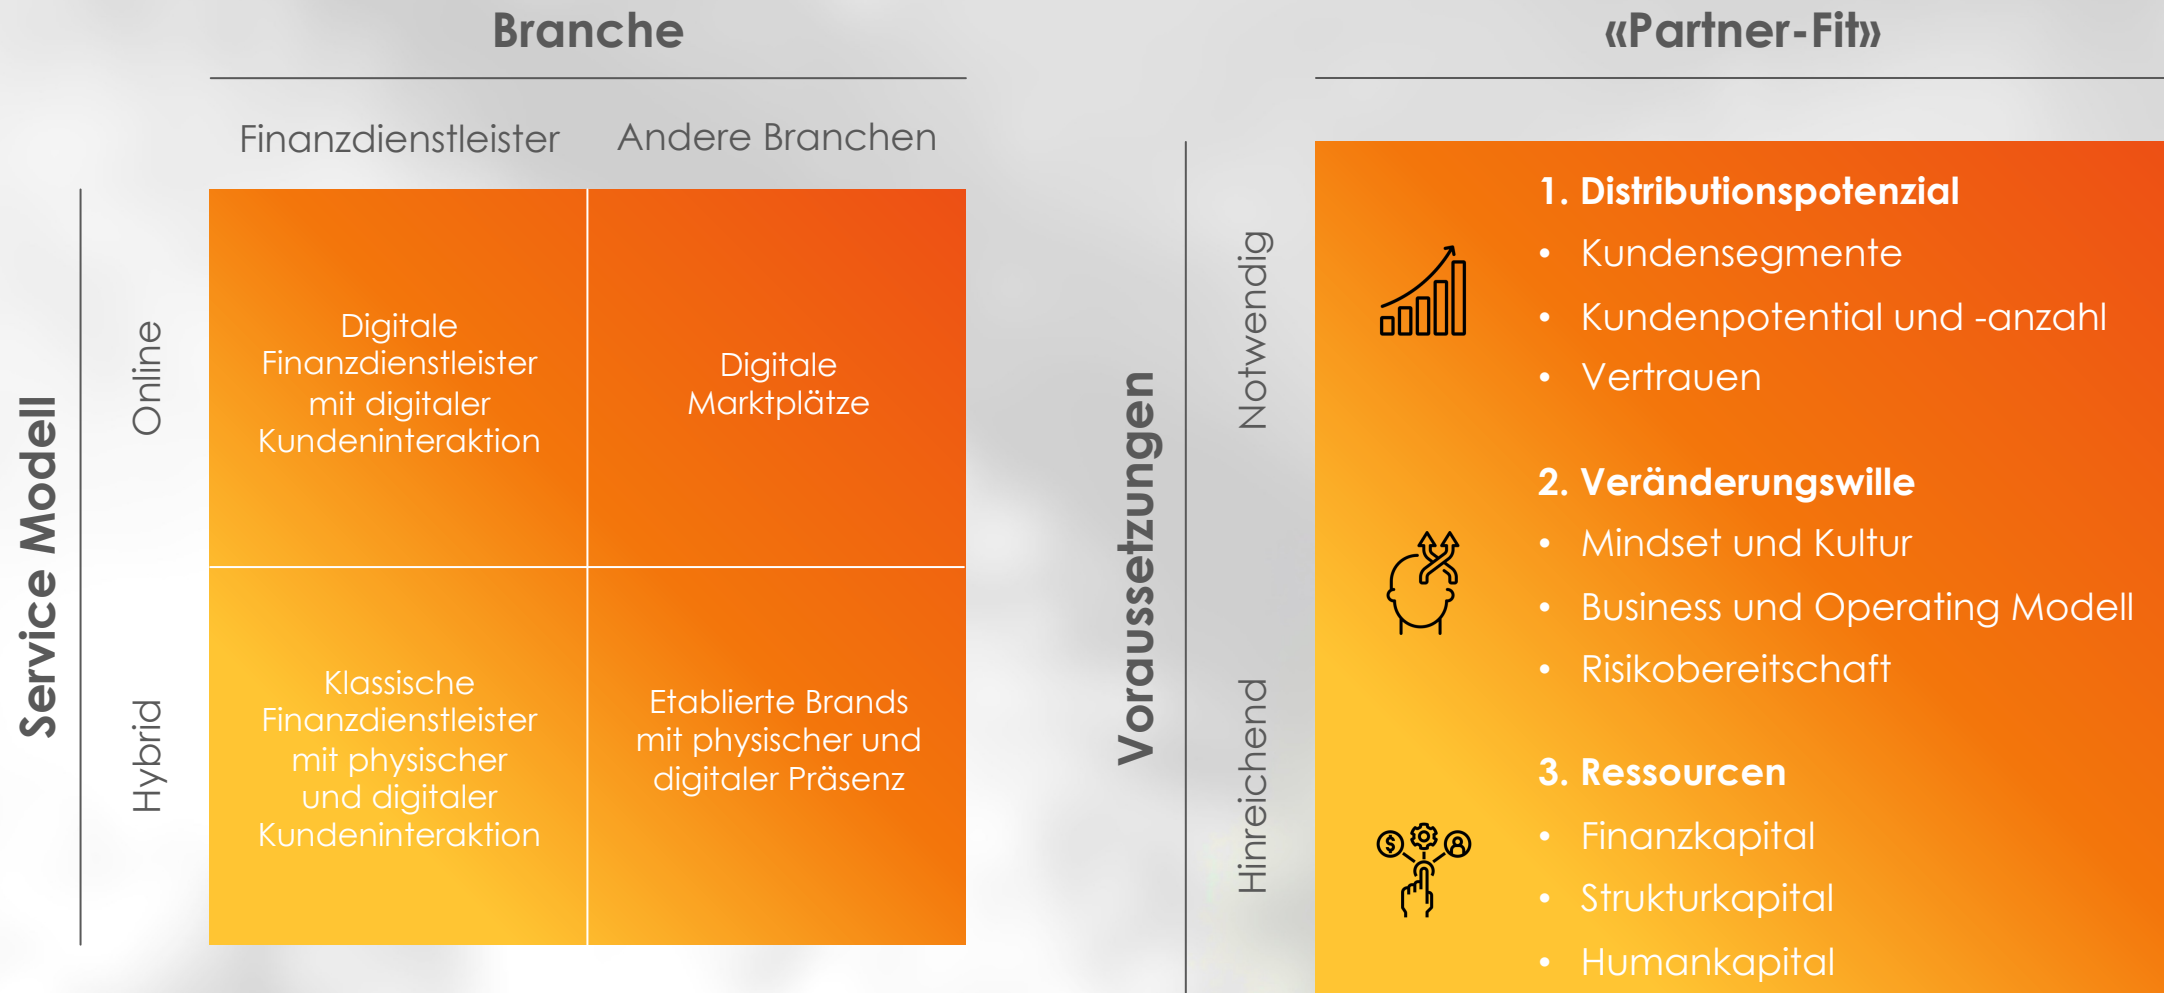 Branche
Finanzdienstleister
Andere Branchen
Service Modell
Online
Digitale
Finanzdienstleister
mit digitaler
Kundeninteraktion
Digitale
Marktplätze
Hybrid
Klassische
Finanzdienstleister
mit physischer
und digitaler
Kundeninteraktion
Etablierte Brands
mit physischer und
digitaler Präsenz
«Partner-Fit»
Voraussetzungen
Notwendig
Hinreichend
1. Distributionspotenzial
• Kundensegmente
• Kundenpotential und -anzahl
• Vertrauen
2. Veränderungswille
• Mindset und Kultur
• Business und Operating Modell
• Risikobereitschaft
3. Ressourcen
• Finanzkapital
• Strukturkapital
• Humankapital
$